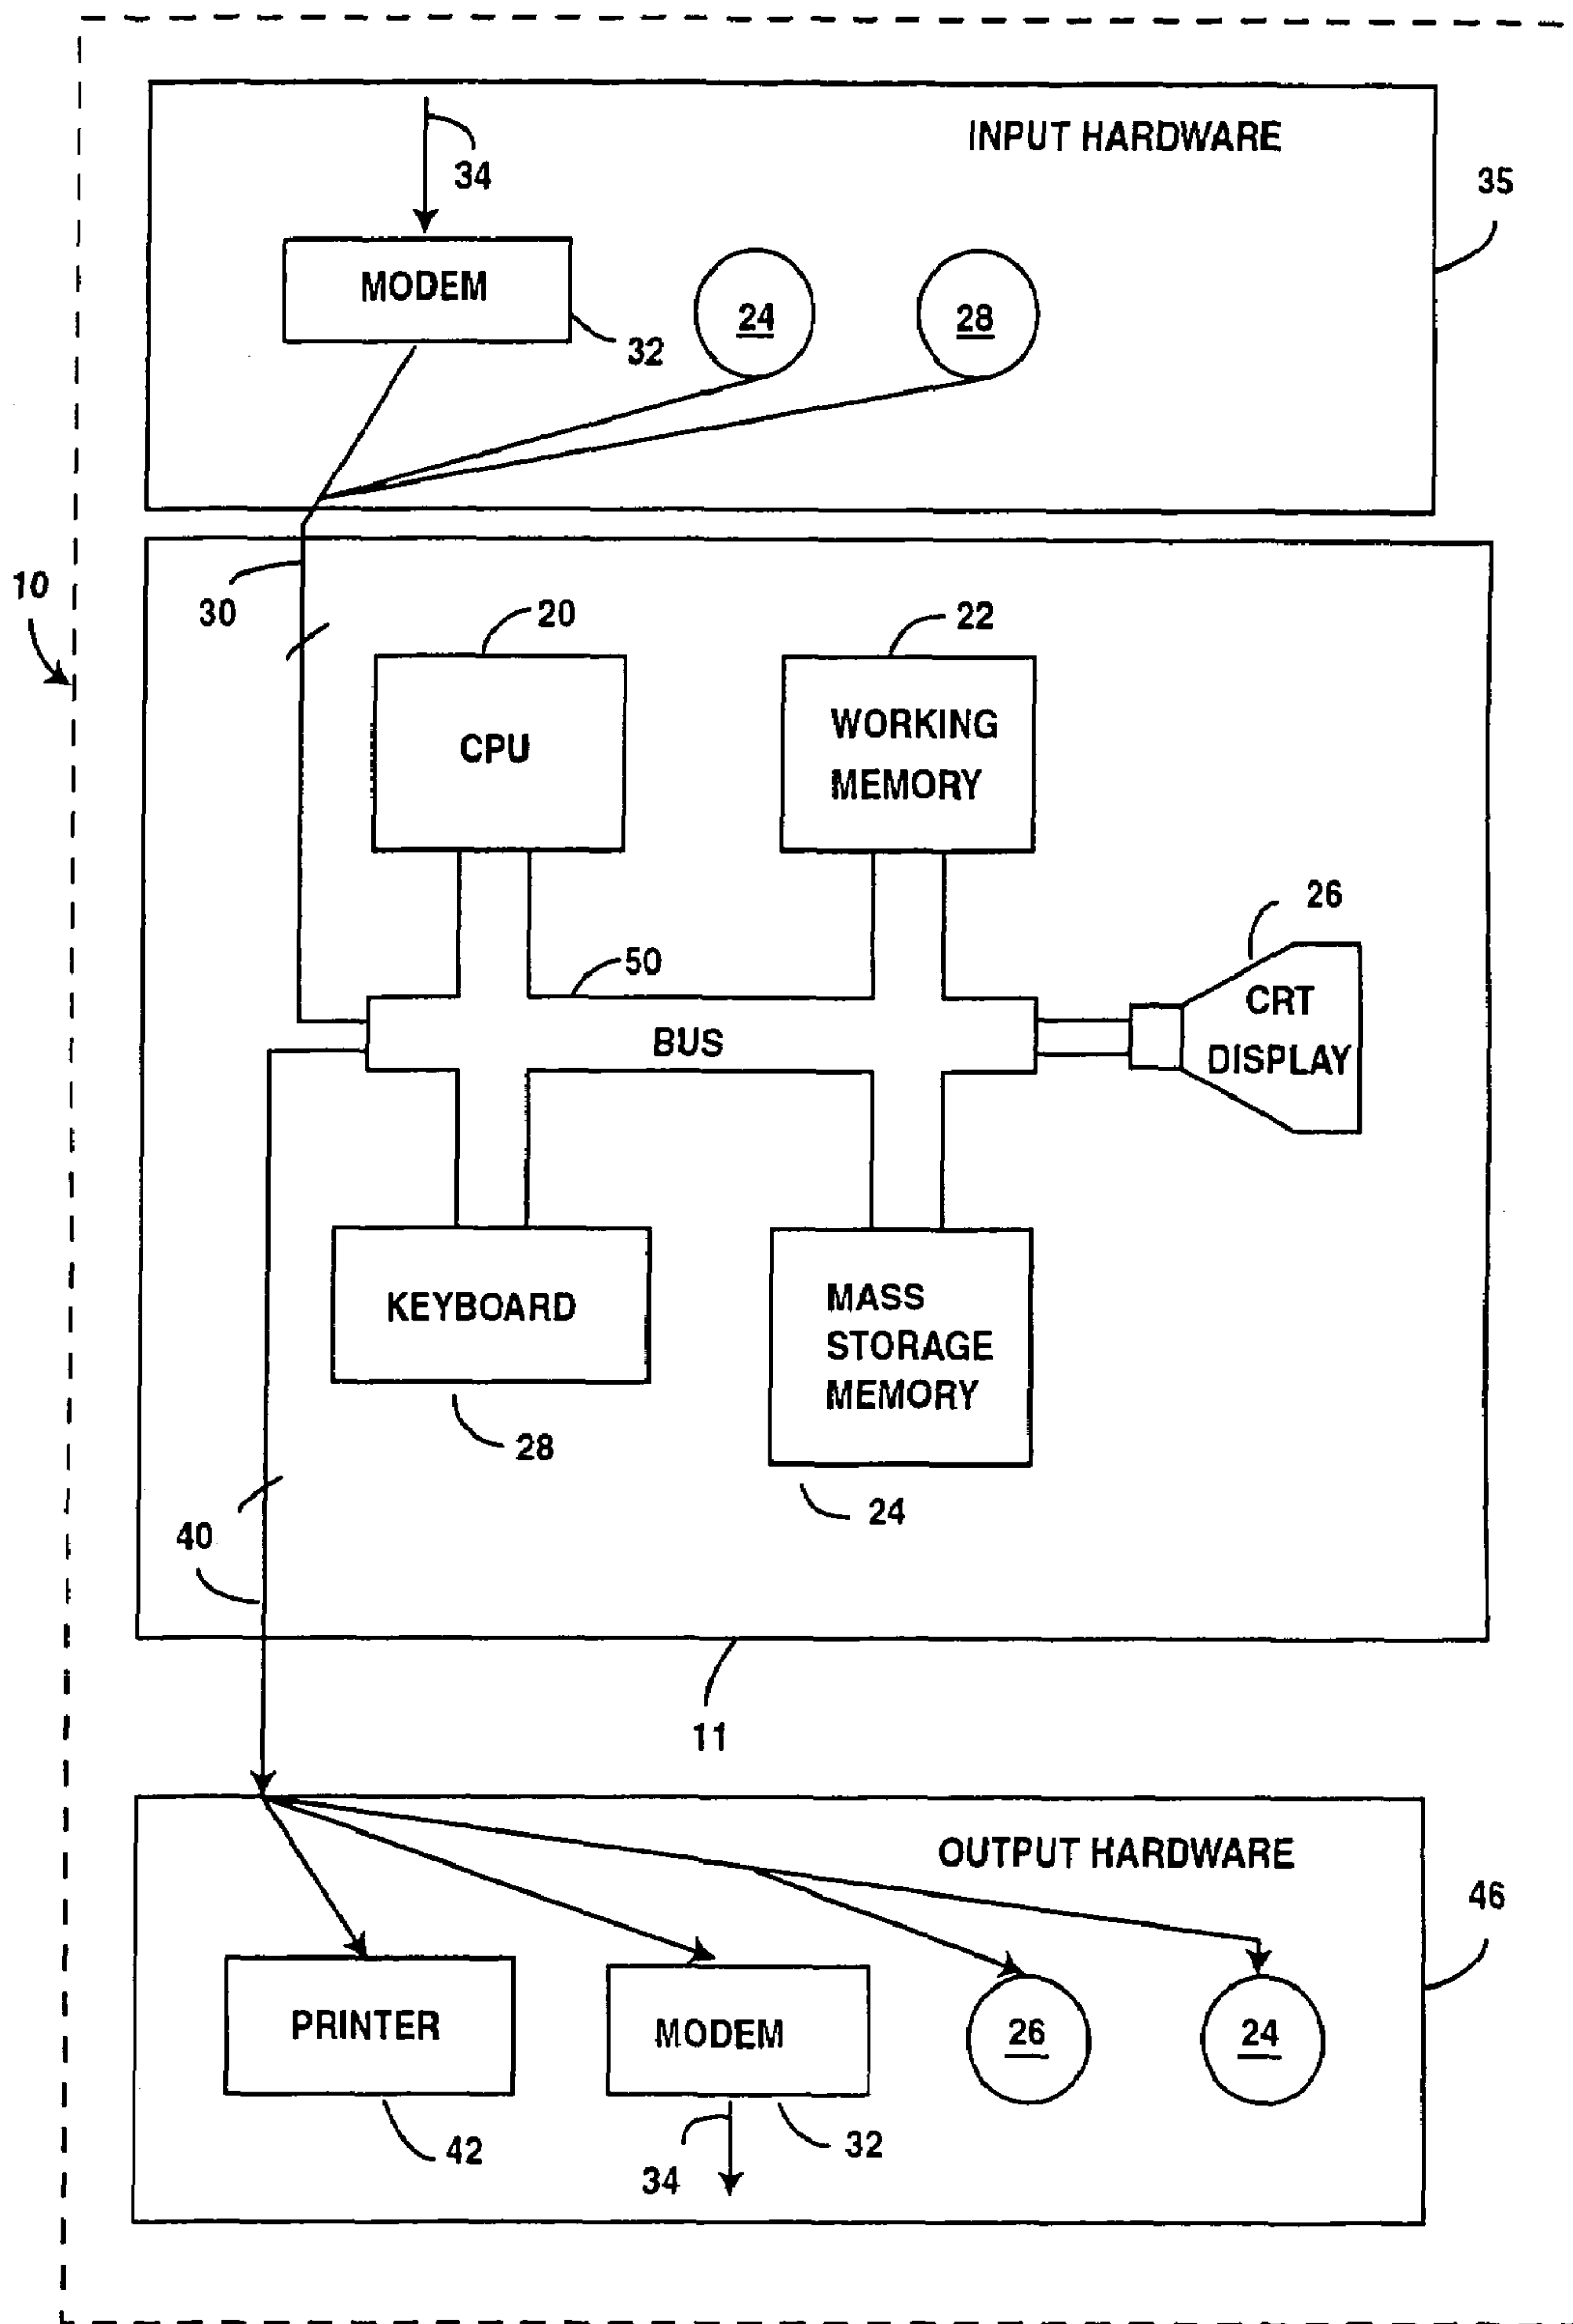 INPUT HARDWARE
34
35
MODEM
24
28
32
10
30
20
22
CPU
WORKING
MEMORY
26
50
CRT
BUS
DISPLAY
KEYBOARD
MASS
STORAGE
MEMORY
28
24
40
11
OUTPUT HARDWARE
46
PRINTER
MODEM
26
24
42
34
32